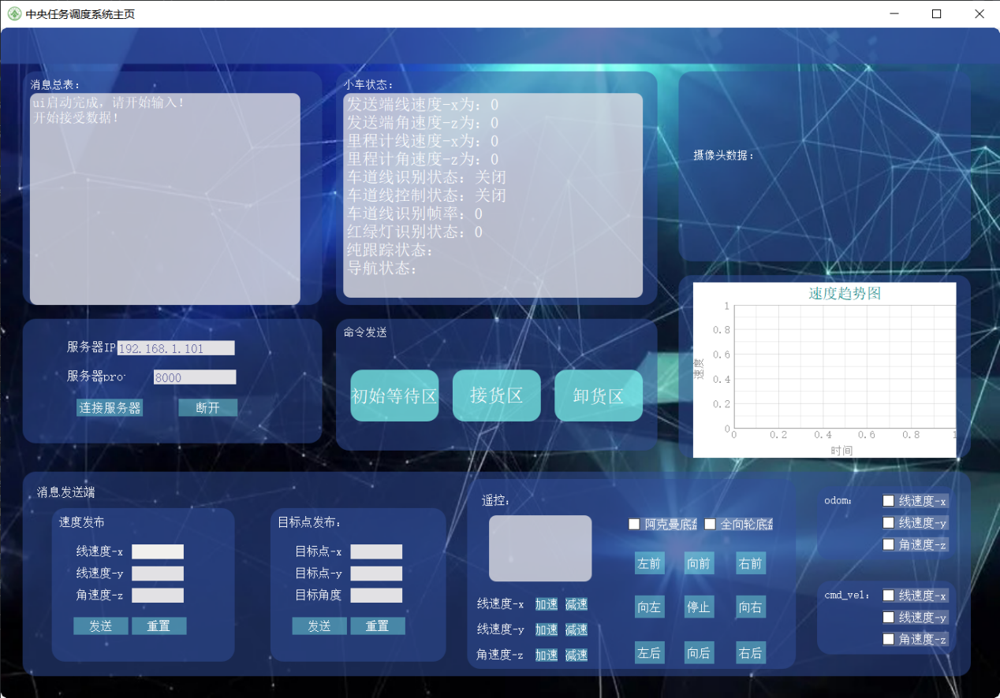 中央任务调度系统主页
消息总表：
ui启动完成，请开始输入！
开始接受数据！
小车状态：
发送端线速度-x为：0
发送端角速度-z为：0
里程计线速度-x为：0
里程计角速度-z为：0
车道线识别状态：关闭
车道线控制状态：关闭
车道线识别帧率：0
红绿灯识别状态：0
纯跟踪状态：
导航状态：
摄像头数据：
速度趋势图
1
0.8
0.6
0.4
0.2
0
速度
0 0.2 0.4 0.6 0.8 1
时间
服务器IP 192.168.1.101
服务器pro 8000
连接服务器 断开
命令发送
初始等待区 接货区 卸货区
消息发送端
速度发布
线速度-x
线速度-y
角速度-z
发送 重置
目标点发布：
目标点-x
目标点-y
目标角度
发送 重置
遥控：
线速度-x 加速 减速
线速度-y 加速 减速
角速度-z 加速 减速
阿克曼底盘 全向轮底盘
左前 向前 右前
向左 停止 向右
左后 向后 右后
odom：
线速度-x
线速度-y
角速度-z
cmd_vel：
线速度-x
线速度-y
角速度-z